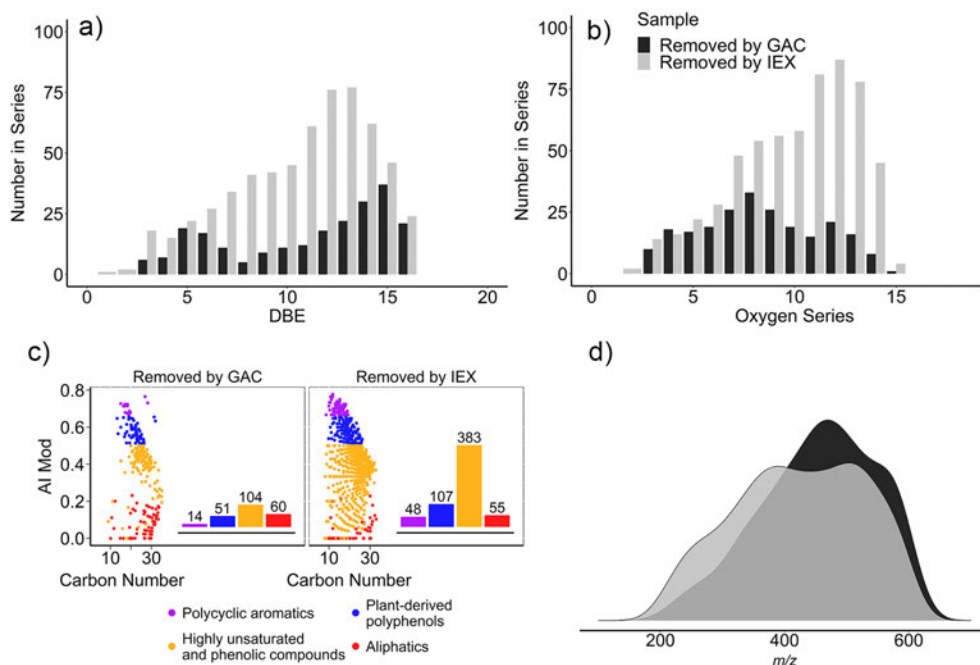 a)
Number in Series
100
75
50
25
0
0 5 10 15 20
DBE
b)
Sample
Removed by GAC
Removed by IEX
Number in Series
100
75
50
25
0
0 5 10 15
Oxygen Series
c)
Removed by GAC Removed by IEX
AI Mod
0.8
0.6
0.4
0.2
0.0
14 51 104 60
48 107 383 55
10 30 10 30
Carbon Number Carbon Number
Polycyclic aromatics
Highly unsaturated
and phenolic compounds
Plant-derived
polyphenols
Aliphatics
d)
200 400 600
m/z